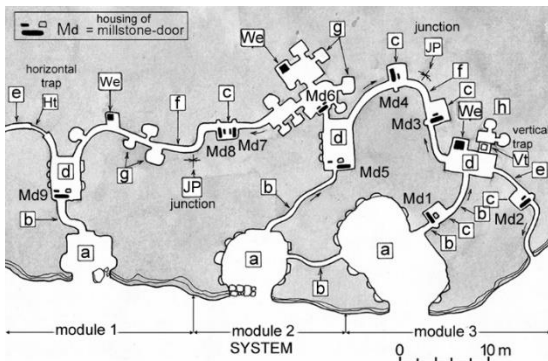 housing of
Md = millstone-door
junction
JP
We
g
c
horizontal
trap
e
Ht
We
f
c
Md6
Md4
f
c
We
h
Md3
vertical
trap
Vt
d
d
d
e
g
Md8
Md7
JP
junction
Md9
b
b
Md5
Md1
c
b
c
Md2
b
a
a
a
b
module 1
module 2
module 3
SYSTEM
0
10 m